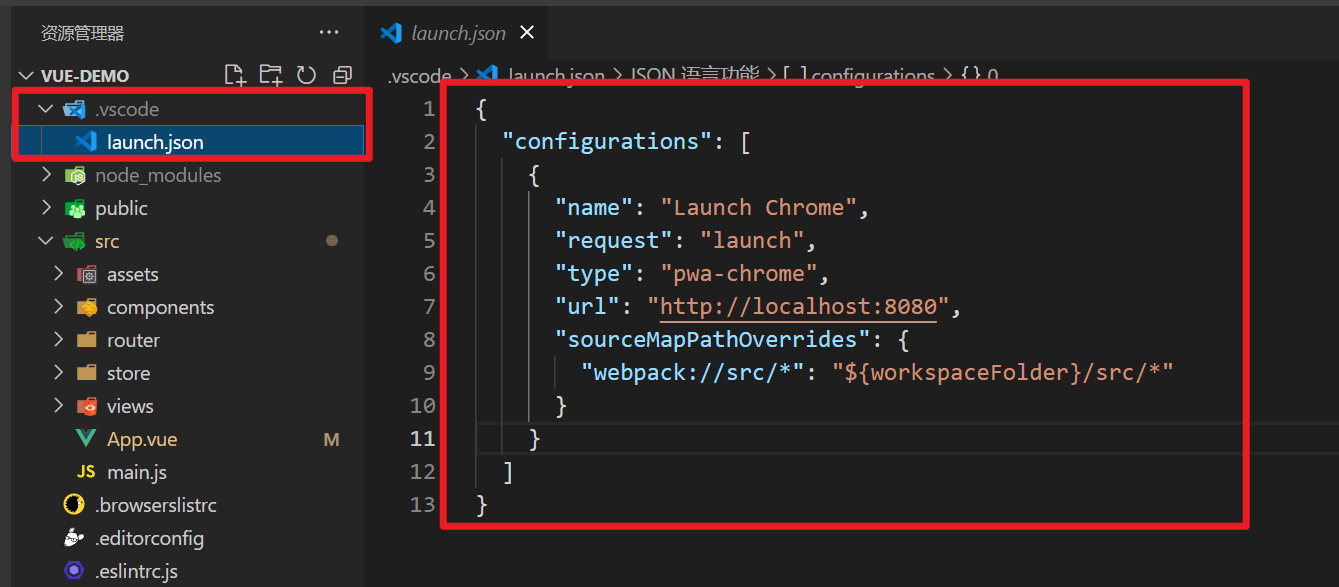 资源管理器 ···
launch.json
VUE-DEMO
.vscode > launch.json > JSON 语言功能 > [ ] configurations > {} 0
.vscode
launch.json
node_modules
public
src
assets
components
router
store
views
App.vue M
JS main.js
.browserslistrc
.editorconfig
.eslintrc.js
1 {
2 "configurations": [
3 {
4 "name": "Launch Chrome",
5 "request": "launch",
6 "type": "pwa-chrome",
7 "url": "http://localhost:8080",
8 "sourceMapPathOverrides": {
9 "webpack://src/*": "${workspaceFolder}/src/*"
10 }
11 }
12 ]
13 }